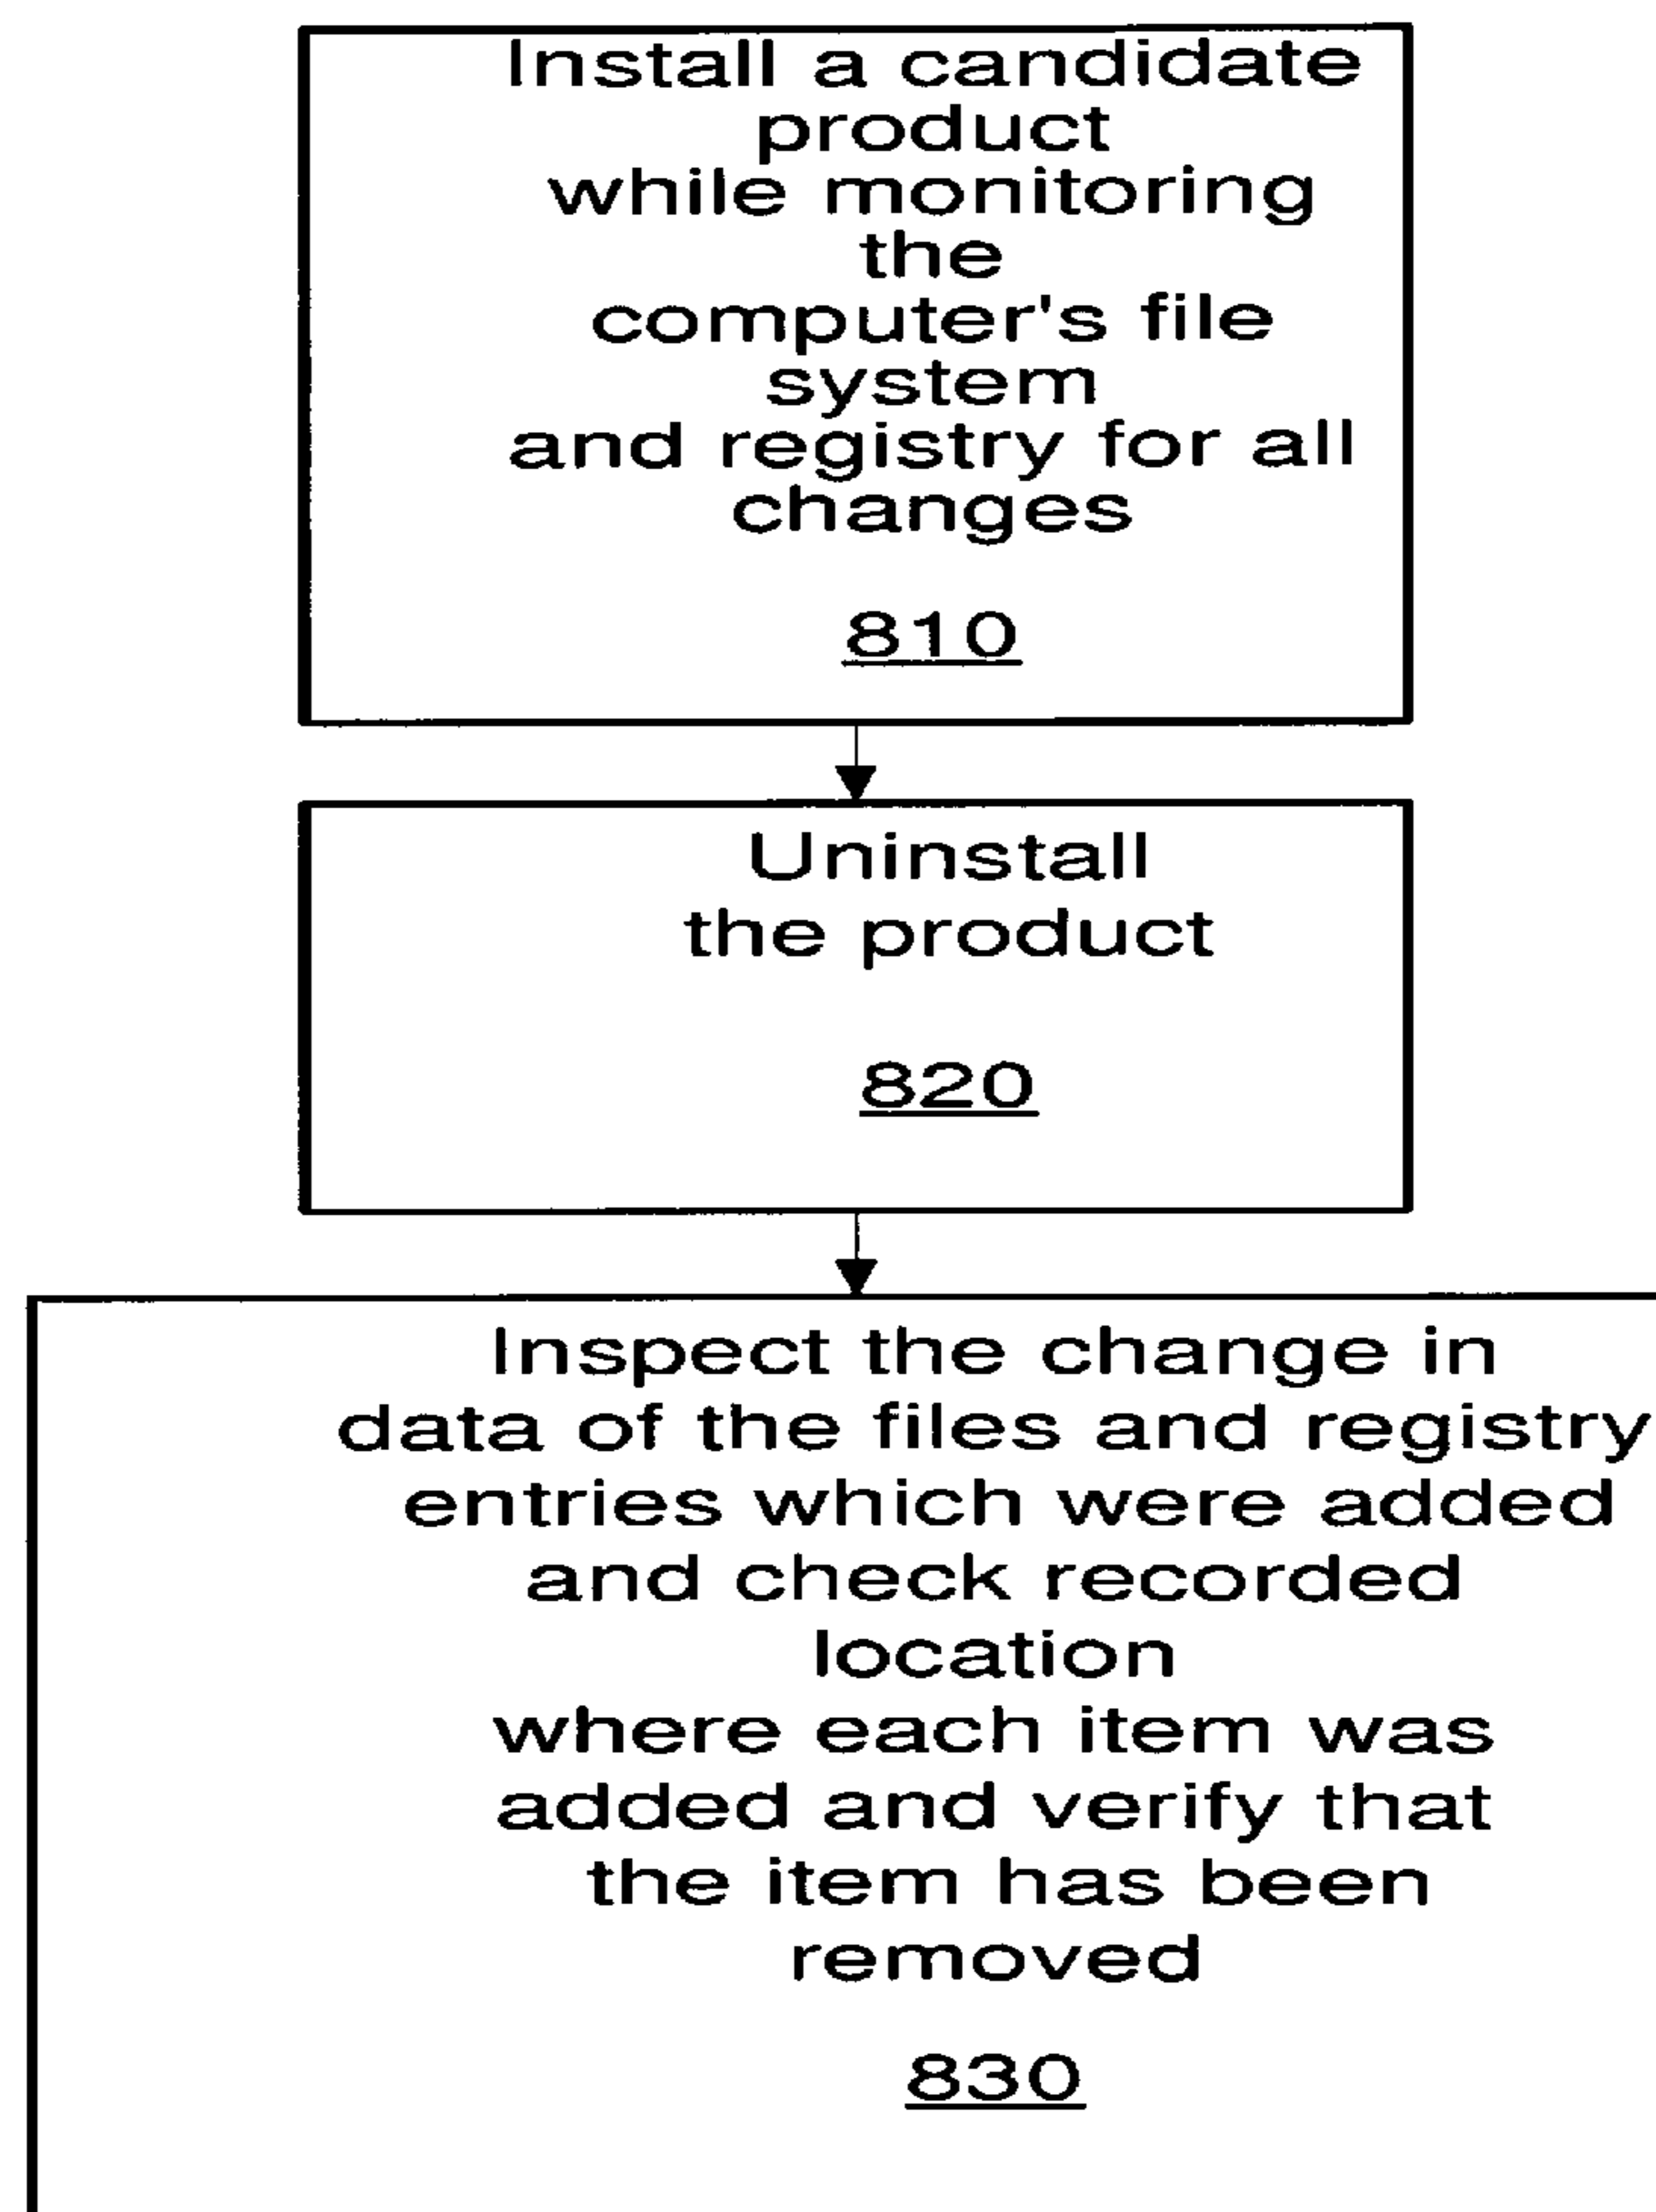 Install a candidate
product
while monitoring
the
computer's file
system
and registry for all
changes
810
Uninstall
the product
820
Inspect the change in
data of the files and registry
entries which were added
and check recorded
location
where each item was
added and verify that
the item has been
removed
830